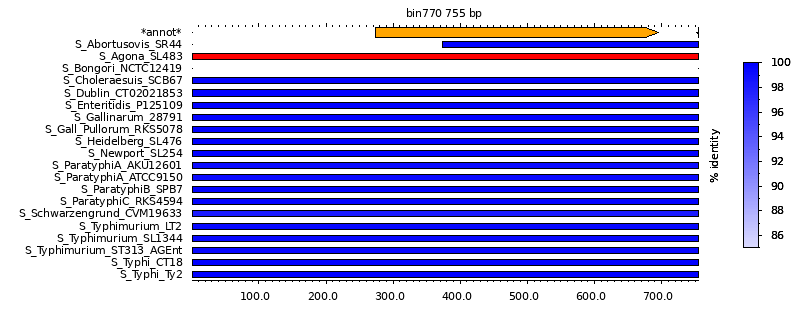 bin770 755 bp
*annot*
S_Abortusovis_SR44
S_Agona_SL483
S_Bongori_NCTC12419
S_Choleraesuis_SCB67
S_Dublin_CT02021853
S_Enteritidis_P125109
S_Gallinarum_28791
S_Gall_Pullorum_RKS5078
S_Heidelberg_SL476
S_Newport_SL254
S_ParatyphiA_AKU12601
S_ParatyphiA_ATCC9150
S_ParatyphiB_SPB7
S_ParatyphiC_RKS4594
S_Schwarzengrund_CVM19633
S_Typhimurium_LT2
S_Typhimurium_SL1344
S_Typhimurium_ST313_AGEnt
S_Typhi_CT18
S_Typhi_Ty2
100.0 200.0 300.0 400.0 500.0 600.0 700.0
% identity
100
98
96
94
92
90
88
86